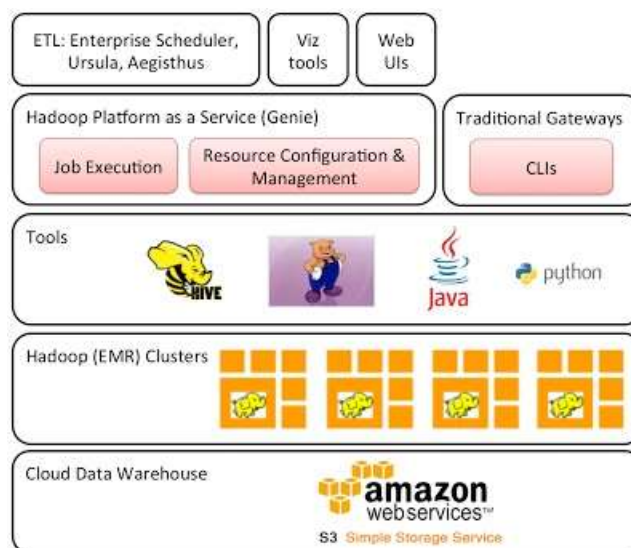 ETL: Enterprise Scheduler,
Ursula, Aegisthus
Viz
tools
Web
UIs
Hadoop Platform as a Service (Genie)
Job Execution
Resource Configuration &
Management
Traditional Gateways
CLIs
Tools
HIVE
Java
python
Hadoop (EMR) Clusters
Cloud Data Warehouse
amazon
webservices™
S3 Simple Storage Service